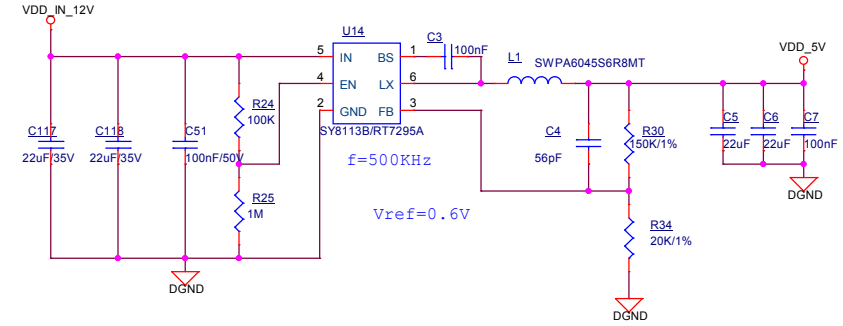 VDD_IN_12V
U14
C3
100nF
5
IN
BS
1
L1
SWPA6045S6R8MT
VDD_5V
4
EN
LX
6
2
GND
FB
3
SY8113B/RT7295A
R24
100K
C117
22uF/35V
C118
22uF/35V
C51
100nF/50V
f=500KHz
C4
56pF
R30
150K/1%
C5
22uF
C6
22uF
C7
100nF
R25
1M
Vref=0.6V
DGND
R34
20K/1%
DGND
DGND